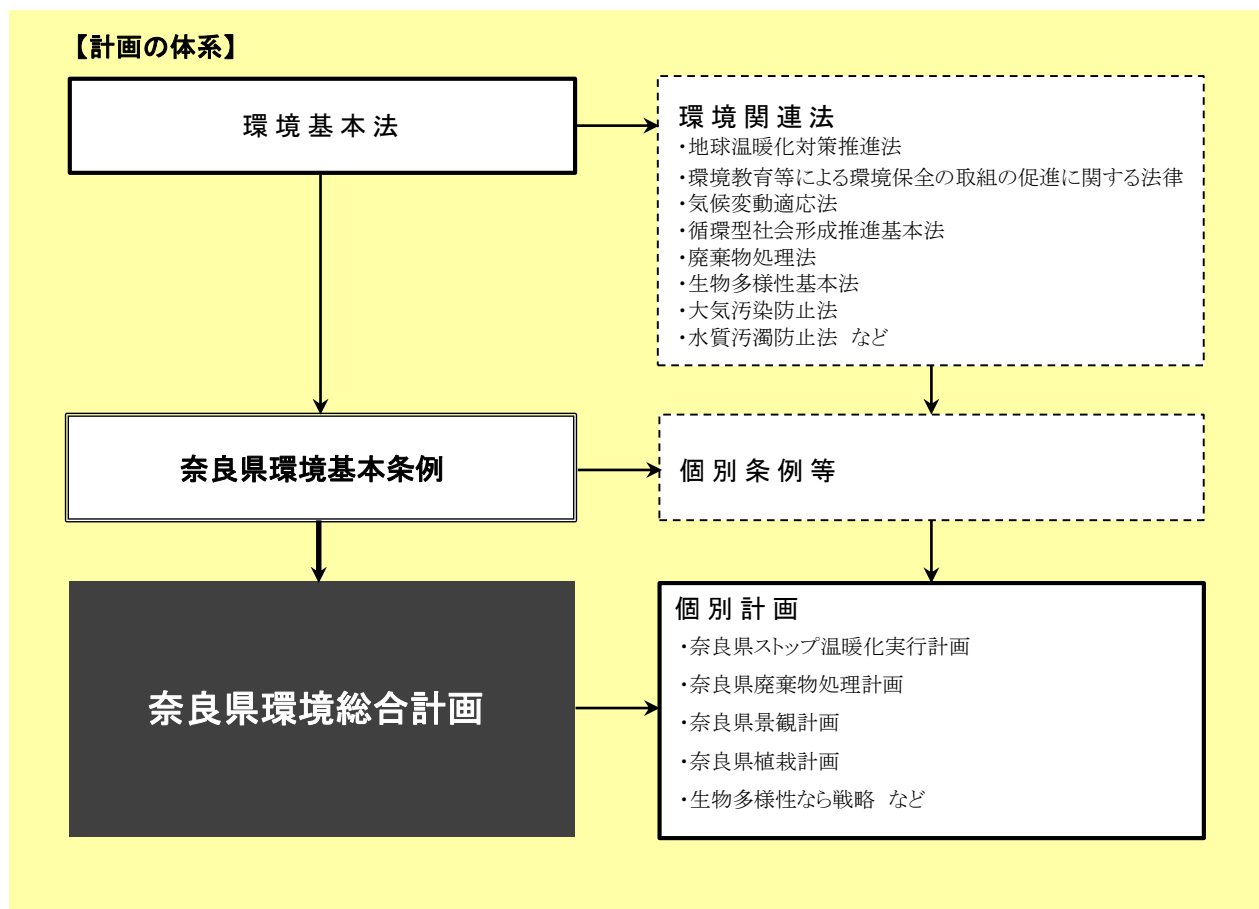 【計画の体系】
環境基本法
環境関連法
・地球温暖化対策推進法
・環境教育等による環境保全の取組の促進に関する法律
・気候変動適応法
・循環型社会形成推進基本法
・廃棄物処理法
・生物多様性基本法
・大気汚染防止法
・水質汚濁防止法 など
奈良県環境基本条例
個別条例等
奈良県環境総合計画
個別計画
・奈良県ストップ温暖化実行計画
・奈良県廃棄物処理計画
・奈良県景観計画
・奈良県植栽計画
・生物多様性なら戦略 など